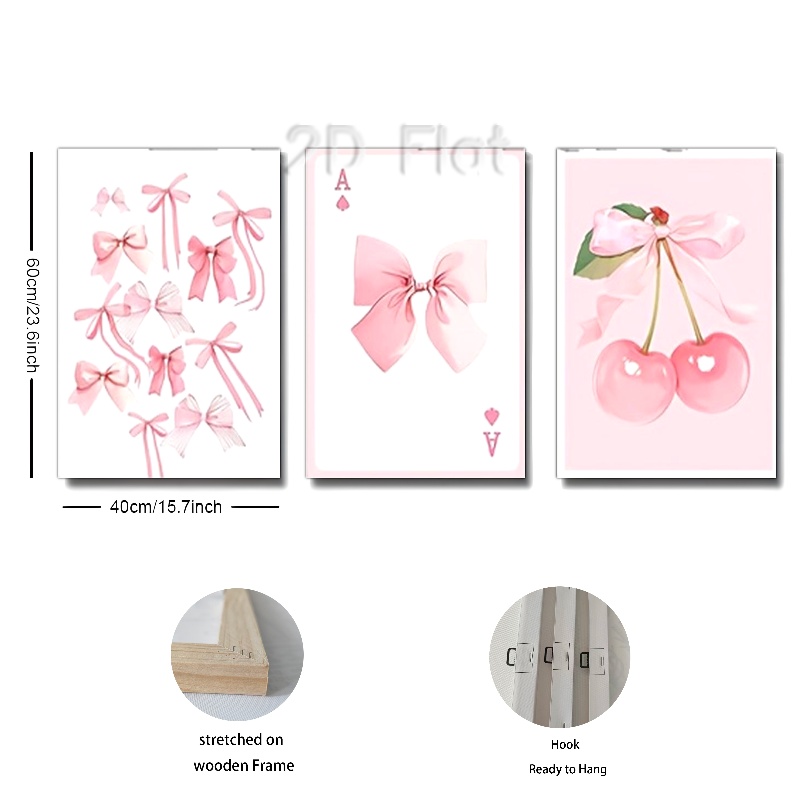 2D Flat
A
A
60cm/23.6inch
40cm/15.7inch
stretched on
wooden Frame
Hook
Ready to Hang